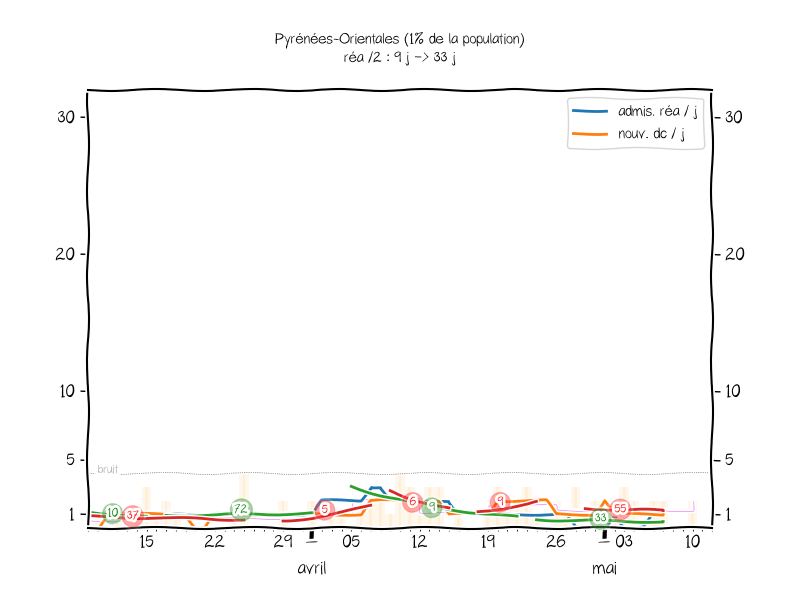 Pyrénées-Orientales (1% de la population)
réa /2 : 9 j -> 33 j
admis. réa / j
nouv. dc / j
30 30
20 20
10 10
5 5
bruit
1 1
10 37 72 5 6 9 9 33 55
15 22 29 05 12 19 26 03 10
avril mai